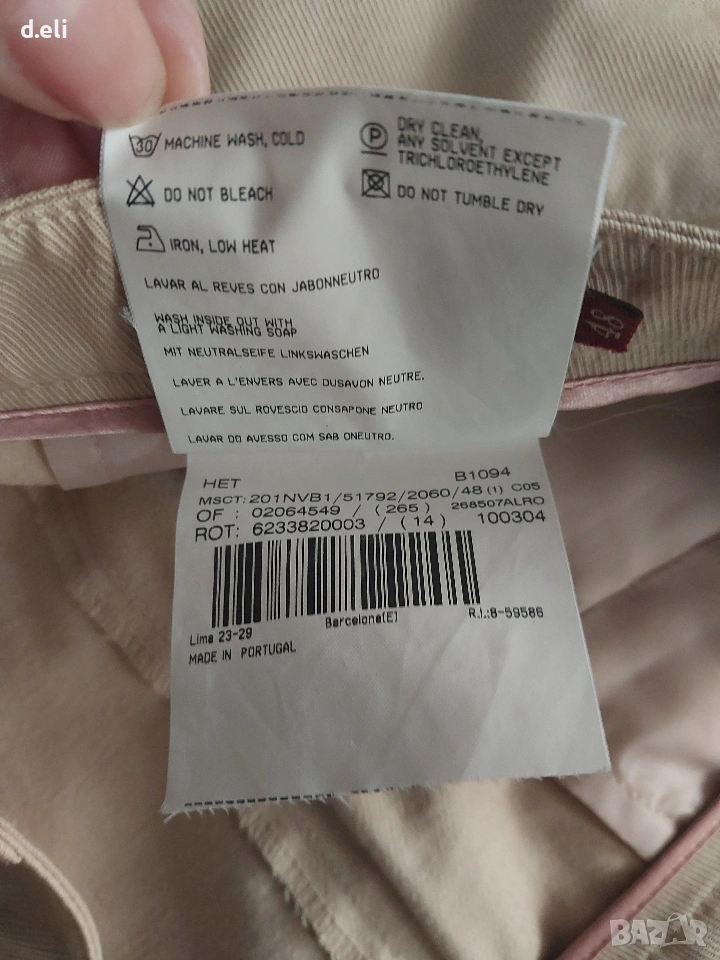 d.eli
30 MACHINE WASH, COLD
P DRY CLEAN,
ANY SOLVENT EXCEPT
TRICHLOROETHYLENE
DO NOT BLEACH
DO NOT TUMBLE DRY
IRON, LOW HEAT
LAVAR AL REVES CON JABONNEUTRO
WASH INSIDE OUT WITH
A LIGHT WASHING SOAP
MIT NEUTRALSEIFE LINKSWASCHEN
LAVER A L'ENVERS AVEC DUSAVON NEUTRE.
LAVARE SUL ROVESCIO CONSAPONE NEUTRO
LAVAR DO AVESSO COM SAB ONEUTRO.
48
HET B1094
MSCT: 201NVB1/51792/2060/48 (1) C05
OF : 02064549 / (265) 268507ALRO
ROT: 6233820003 / (14) 100304
Lima 23-29 Barcelona(E) R.I.:8-59586
MADE IN PORTUGAL
BAZAR